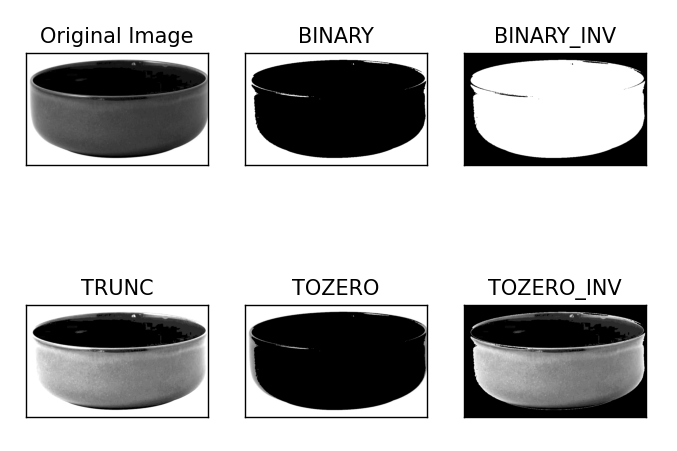 Original Image
BINARY
BINARY_INV
TRUNC
TOZERO
TOZERO_INV